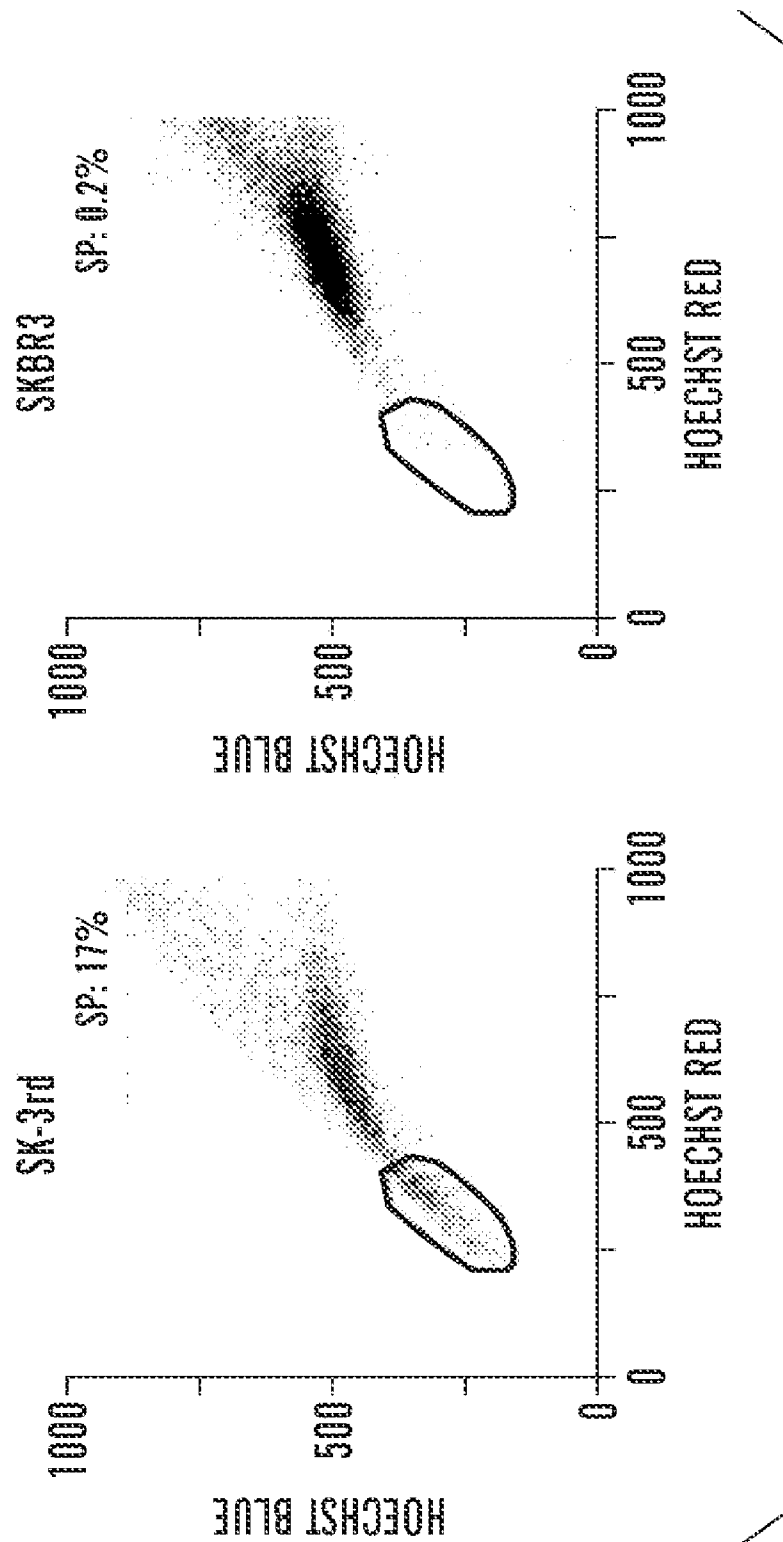 SK-3rd
SP: 17%
1000
500
0
HOECHST BLUE
0
500
1000
HOECHST RED
SKBR3
SP: 0.2%
1000
500
0
HOECHST BLUE
0
500
1000
HOECHST RED